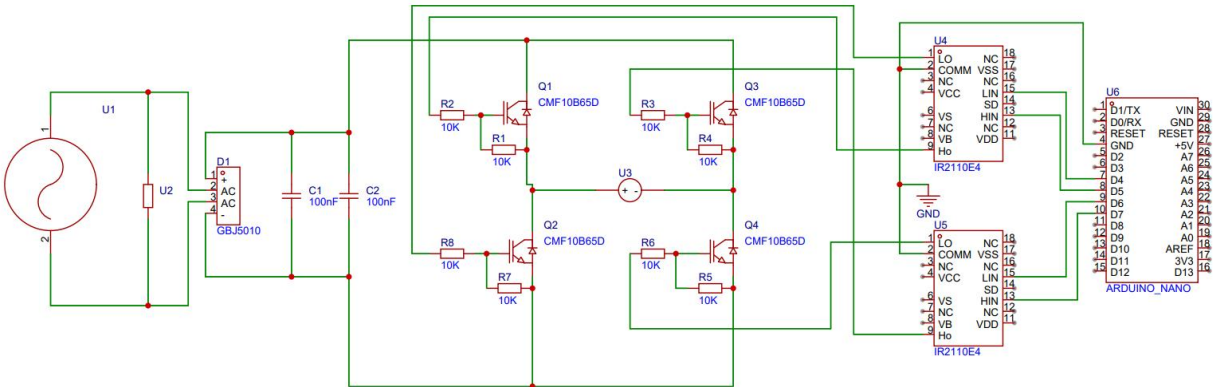 U1
1
2
U2
D1
1
+
2
AC
3
AC
4
-
GBJ5010
C1
100nF
C2
100nF
R2
10K
R1
10K
Q1
CMF10B65D
R3
10K
R4
10K
Q3
CMF10B65D
U3
+ -
R8
10K
R7
10K
Q2
CMF10B65D
R6
10K
R5
10K
Q4
CMF10B65D
U4
1 LO NC 18
2 COMM VSS 17
3 NC NC 16
4 VCC LIN 15
SD 14
6 VS HIN 13
7 NC NC 12
8 VB VDD 11
9 Ho
IR2110E4
GND
U5
1 LO NC 18
2 COMM VSS 17
3 NC NC 16
4 VCC LIN 15
SD 14
6 VS HIN 13
7 NC NC 12
8 VB VDD 11
9 Ho
IR2110E4
U6
1 D1/TX VIN 30
2 D0/RX GND 29
3 RESET RESET 28
4 GND +5V 27
5 D2 A7 26
6 D3 A6 25
7 D4 A5 24
8 D5 A4 23
9 D6 A3 22
10 D7 A2 21
11 D8 A1 20
12 D9 A0 19
13 D10 AREF 18
14 D11 3V3 17
15 D12 D13 16
ARDUINO_NANO